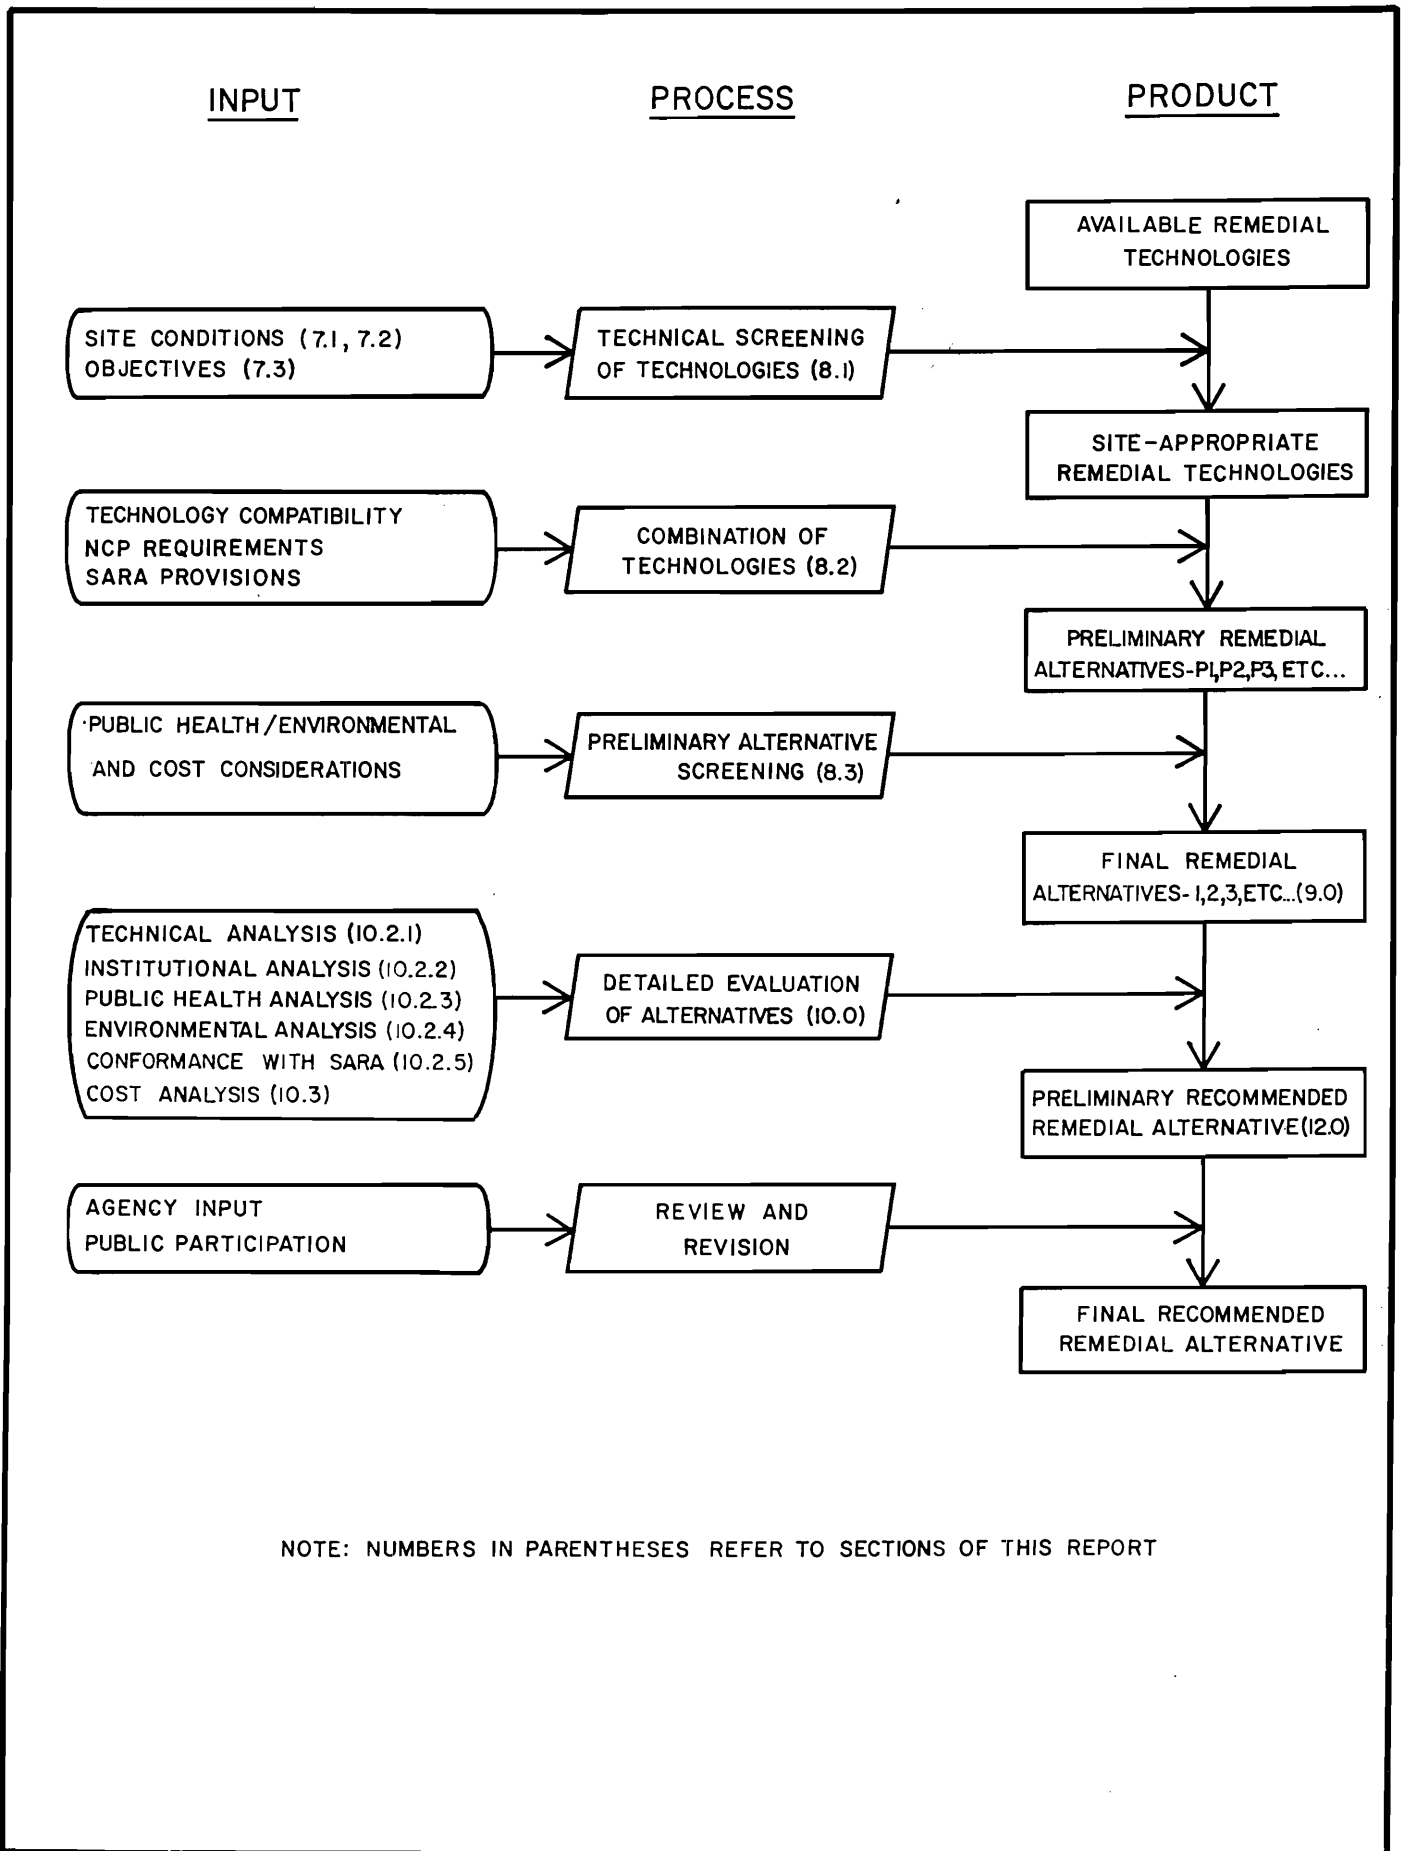 INPUT
PROCESS
PRODUCT
AVAILABLE REMEDIAL
TECHNOLOGIES
SITE CONDITIONS (7.1, 7.2)
OBJECTIVES (7.3)
TECHNICAL SCREENING
OF TECHNOLOGIES (8.1)
SITE-APPROPRIATE
REMEDIAL TECHNOLOGIES
TECHNOLOGY COMPATIBILITY
NCP REQUIREMENTS
SARA PROVISIONS
COMBINATION OF
TECHNOLOGIES (8.2)
PRELIMINARY REMEDIAL
ALTERNATIVES-P1,P2,P3, ETC...
PUBLIC HEALTH/ENVIRONMENTAL
AND COST CONSIDERATIONS
PRELIMINARY ALTERNATIVE
SCREENING (8.3)
FINAL REMEDIAL
ALTERNATIVES-1,2,3,ETC...(9.0)
TECHNICAL ANALYSIS (10.2.1)
INSTITUTIONAL ANALYSIS (10.2.2)
PUBLIC HEALTH ANALYSIS (10.2.3)
ENVIRONMENTAL ANALYSIS (10.2.4)
CONFORMANCE WITH SARA (10.2.5)
COST ANALYSIS (10.3)
DETAILED EVALUATION
OF ALTERNATIVES (10.0)
PRELIMINARY RECOMMENDED
REMEDIAL ALTERNATIVE(12.0)
AGENCY INPUT
PUBLIC PARTICIPATION
REVIEW AND
REVISION
FINAL RECOMMENDED
REMEDIAL ALTERNATIVE
NOTE: NUMBERS IN PARENTHESES REFER TO SECTIONS OF THIS REPORT